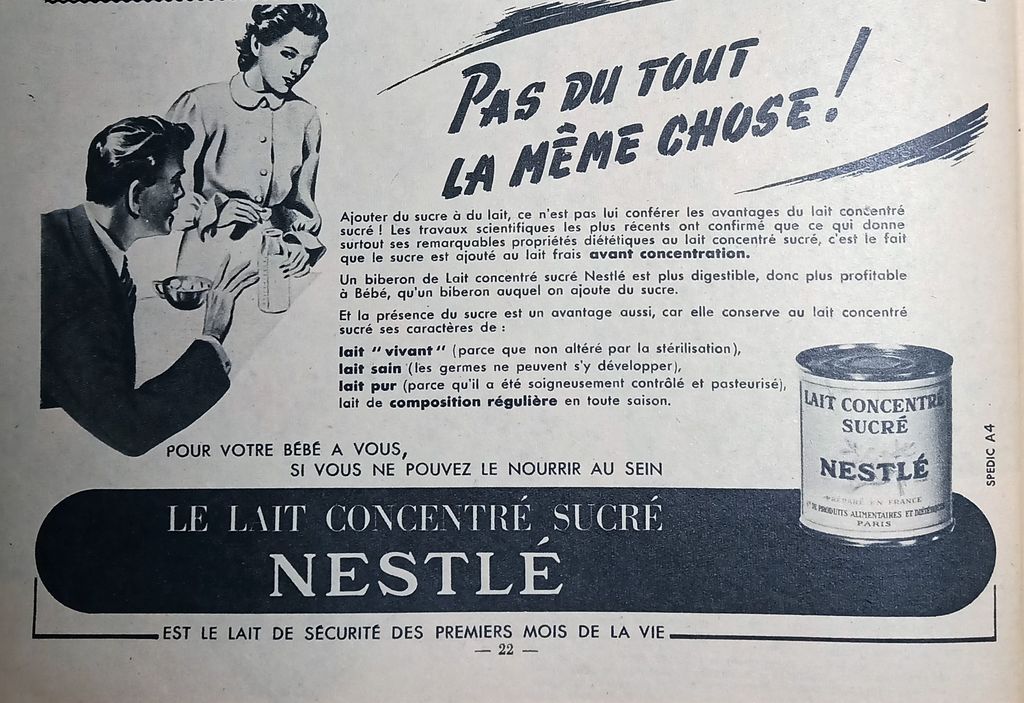 PAS DU TOUT
LA MÊME CHOSE !
Ajouter du sucre à du lait, ce n'est pas lui conférer les avantages du lait concentré
sucré ! Les travaux scientifiques les plus récents ont confirmé que ce qui donne
surtout ses remarquables propriétés diététiques au lait concentré sucré, c'est le fait
que le sucre est ajouté au lait frais avant concentration.
Un biberon de Lait concentré sucré Nestlé est plus digestible, donc plus profitable
à Bébé, qu'un biberon auquel on ajoute du sucre.
Et la présence du sucre est un avantage aussi, car elle conserve au lait concentré
sucré ses caractères de :
lait "vivant" (parce que non altéré par la stérilisation),
lait sain (les germes ne peuvent s'y développer),
lait pur (parce qu'il a été soigneusement contrôlé et pasteurisé),
lait de composition régulière en toute saison.
POUR VOTRE BÉBÉ A VOUS,
SI VOUS NE POUVEZ LE NOURRIR AU SEIN
LE LAIT CONCENTRÉ SUCRÉ
NESTLÉ
EST LE LAIT DE SÉCURITÉ DES PREMIERS MOIS DE LA VIE
LAIT CONCENTRÉ
SUCRÉ
NESTLÉ
PRÉPARÉ EN FRANCE
DE PRODUITS ALIMENTAIRES ET DIÉTÉTIQUES
PARIS
SPEDIC A4
— 22 —